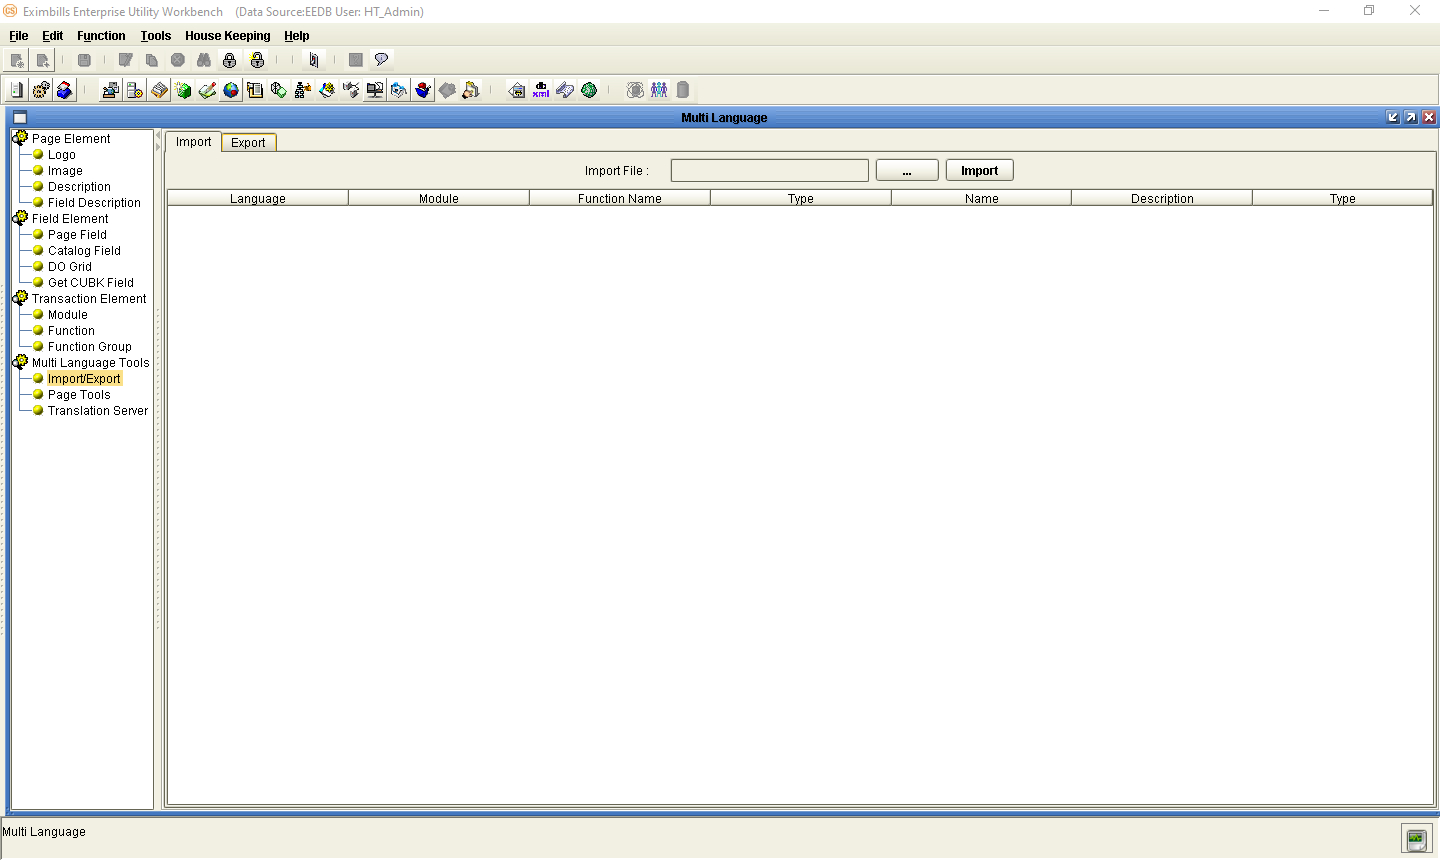 Eximbills Enterprise Utility Workbench (Data Source:EEDB User: HT_Admin)
File Edit Function Tools House Keeping Help
db
xml
Multi Language
Page Element
Logo
Image
Description
Field Description
Field Element
Page Field
Catalog Field
DO Grid
Get CUBK Field
Transaction Element
Module
Function
Function Group
Multi Language Tools
Import/Export
Page Tools
Translation Server
Import Export
Import File : ... Import
Language Module Function Name Type Name Description Type
Multi Language